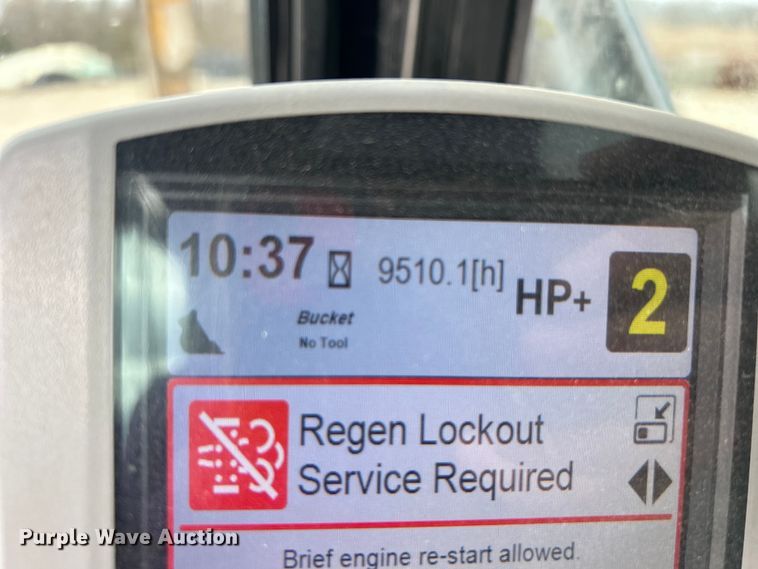 10:37 9510.1[h] HP+ 2
Bucket
No Tool
Regen Lockout
Service Required
Brief engine re-start allowed.
Purple Wave Auction